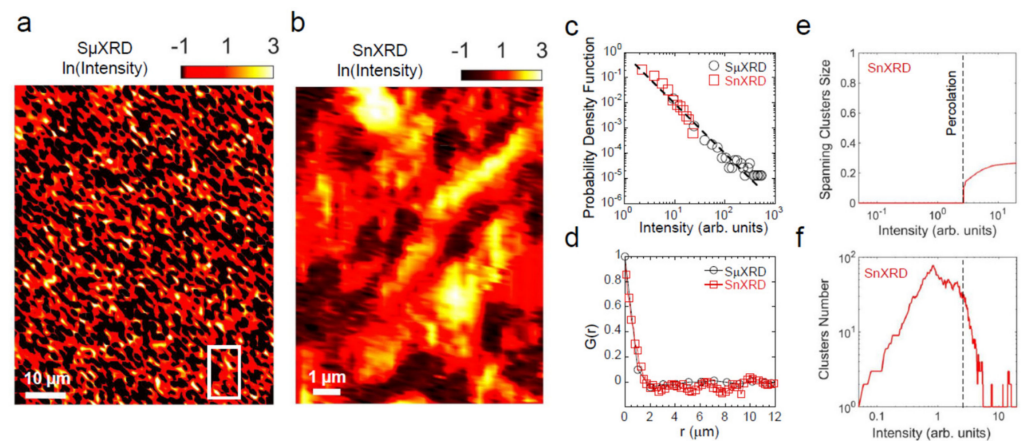 a
SµXRD
ln(Intensity)
-1 1 3
10 µm
b
SnXRD
ln(Intensity)
-1 1 3
1 µm
c
Probability Density Function
10^1
10^0
10^-1
10^-2
10^-3
10^-4
10^-5
10^-6
SµXRD
SnXRD
10^0 10^1 10^2 10^3
Intensity (arb. units)
d
G(r)
1
0.8
0.6
0.4
0.2
0
SµXRD
SnXRD
0 2 4 6 8 10 12
r (µm)
e
Spanning Clusters Size
1
0.8
0.6
0.4
0.2
0
SnXRD
Percolation
10^-1 10^0 10^1
Intensity (arb. units)
f
Clusters Number
10^2
10^1
10^0
SnXRD
0.1 1 10
Intensity (arb. units)